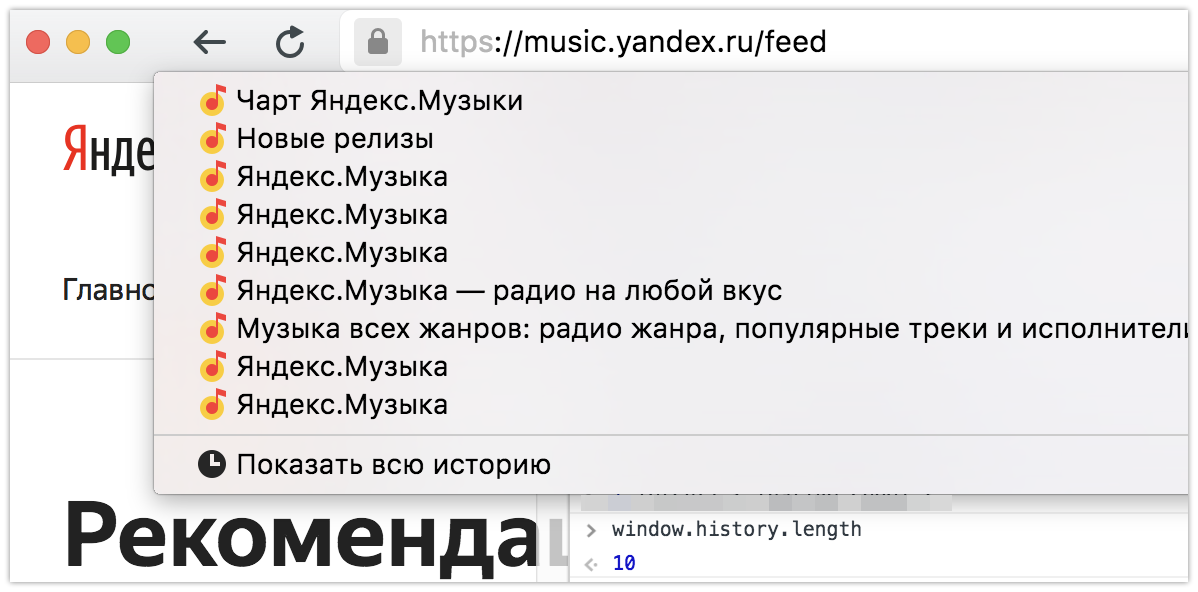 https://music.yandex.ru/feed
Чарт Яндекс.Музыки
Новые релизы
Яндекс.Музыка
Яндекс.Музыка
Яндекс.Музыка
Яндекс.Музыка — радио на любой вкус
Музыка всех жанров: радио жанра, популярные треки и исполнители
Яндекс.Музыка
Яндекс.Музыка
Показать всю историю
Янде
Главно
Рекомендац
window.history.length
10